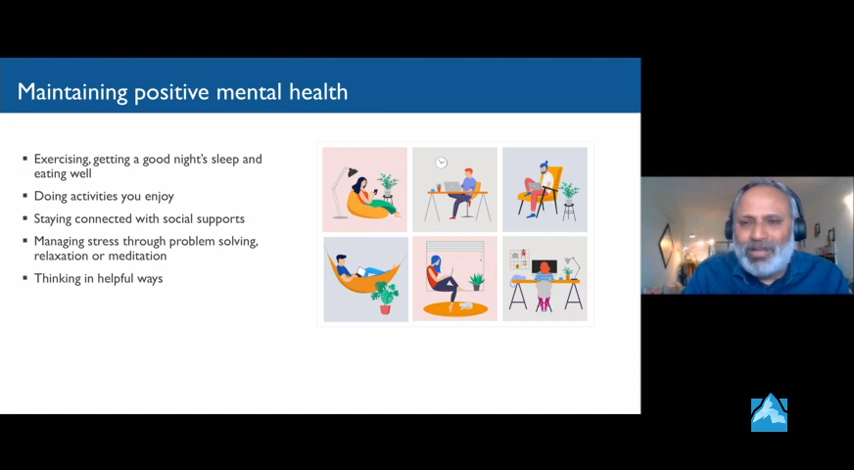 Maintaining positive mental health
Exercising, getting a good night's sleep and
eating well
Doing activities you enjoy
Staying connected with social supports
Managing stress through problem solving,
relaxation or meditation
Thinking in helpful ways